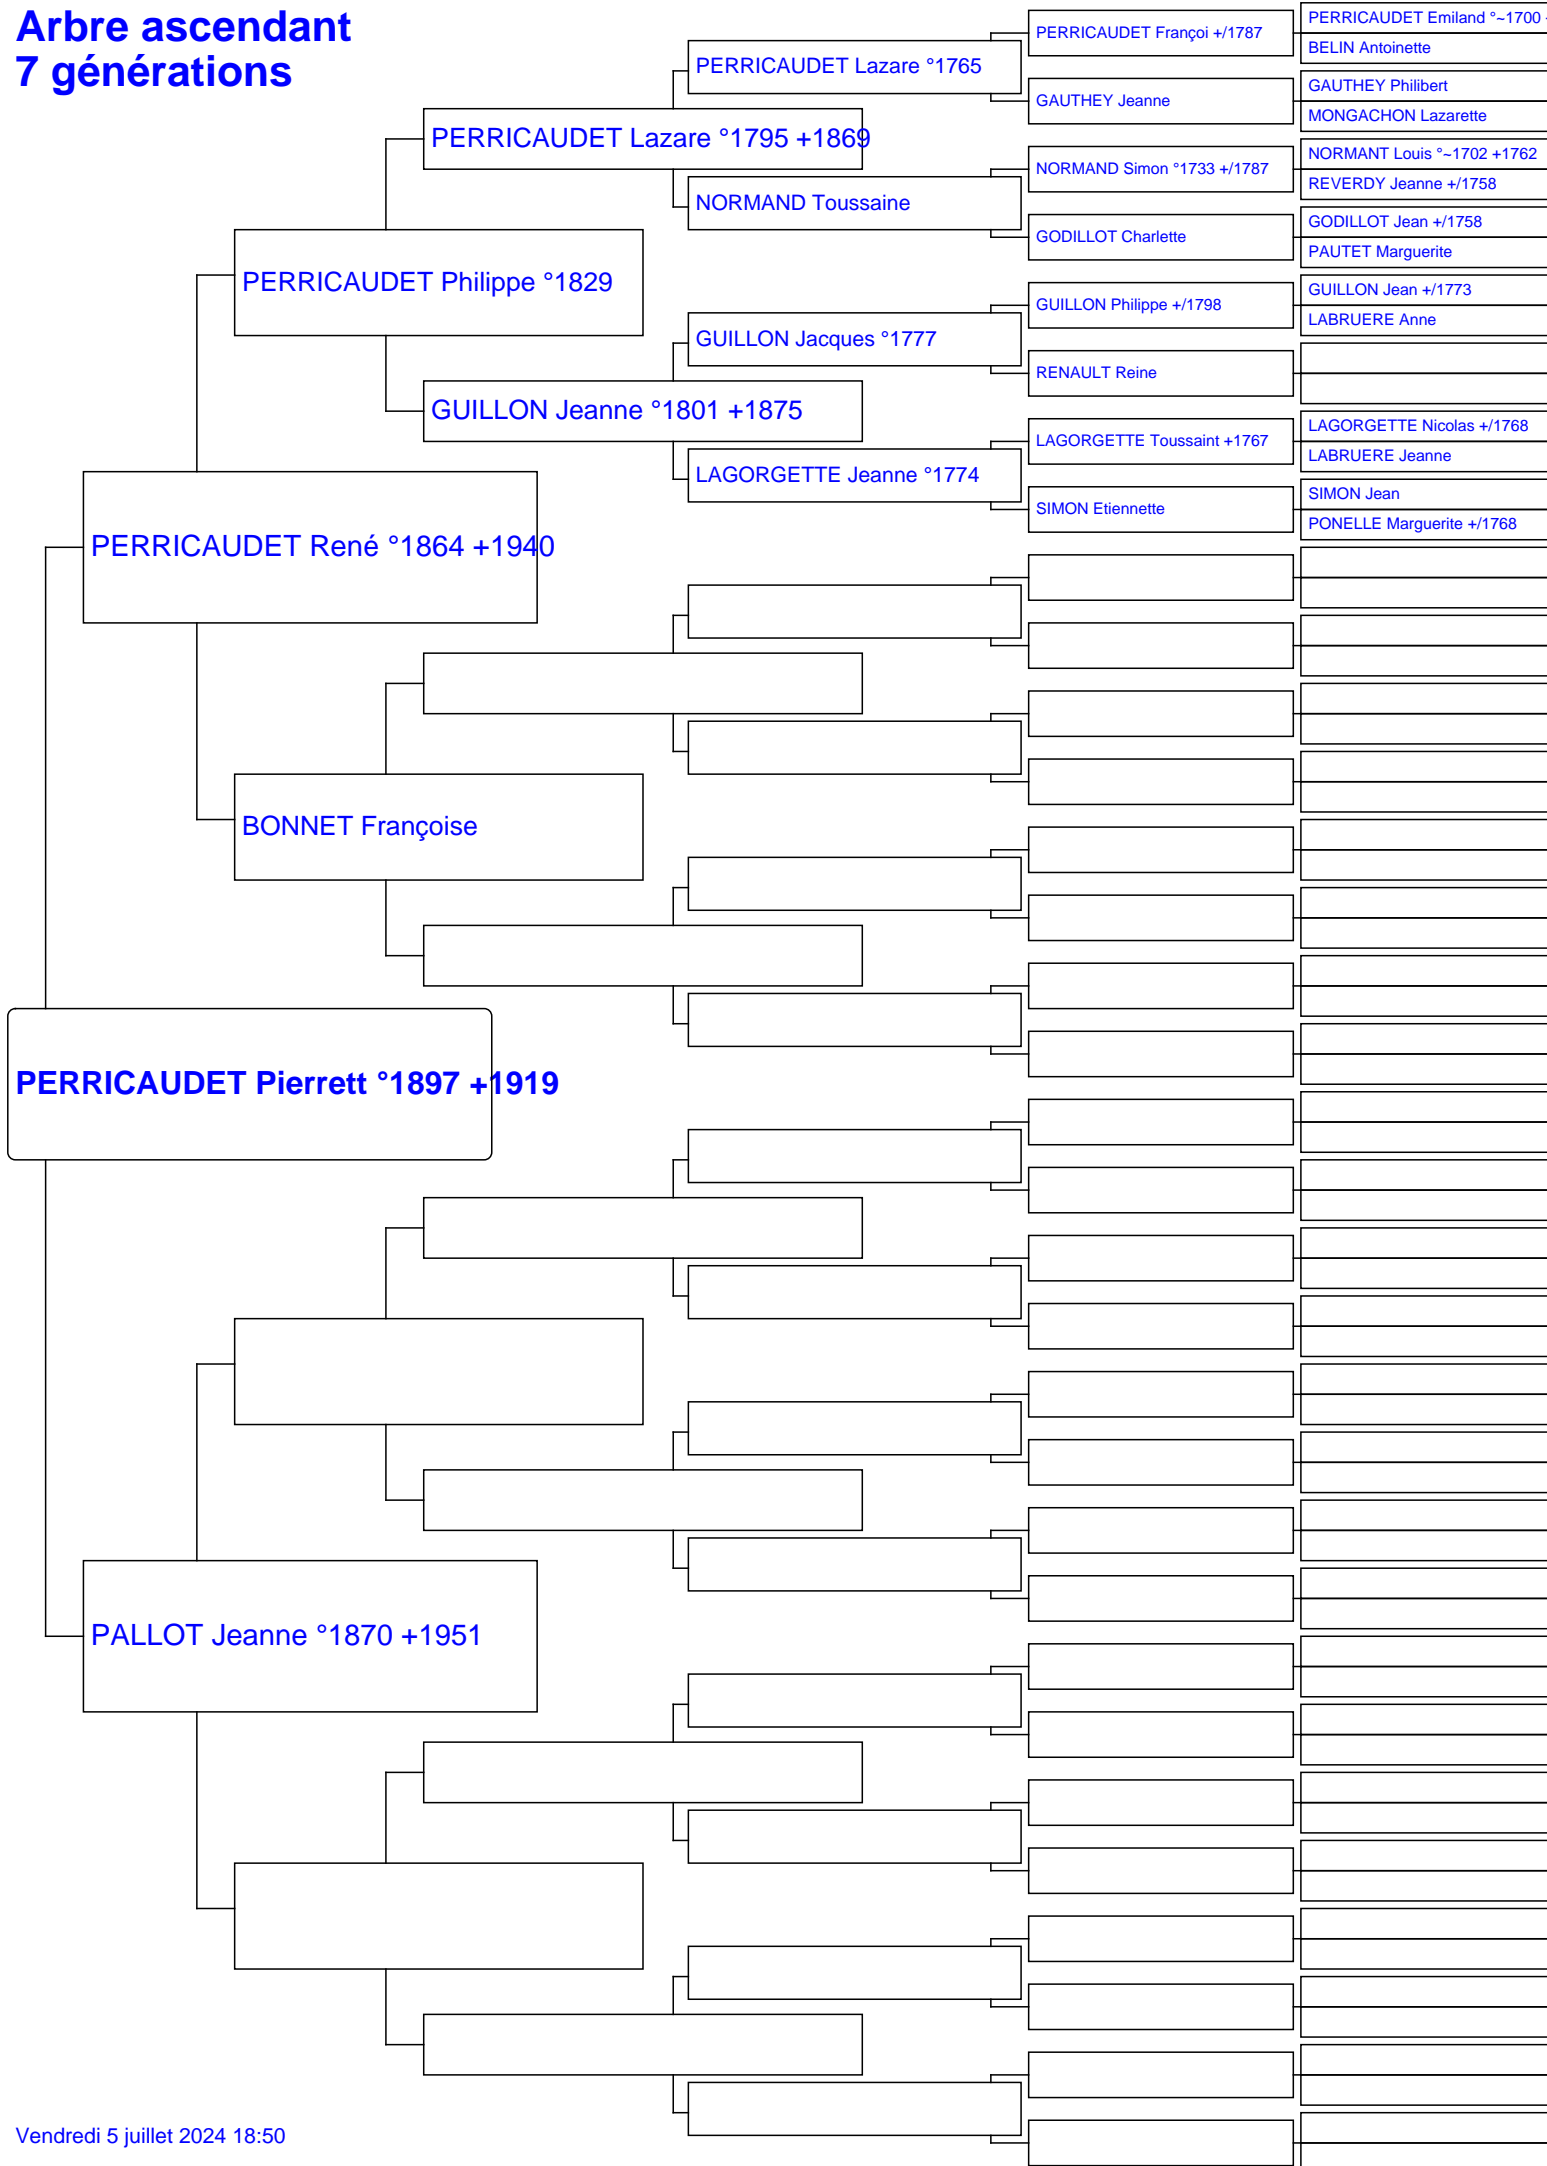 Arbre ascendant
7 générations
PERRICAUDET Françoi +/1787
PERRICAUDET Emiland °~1700
BELIN Antoinette
PERRICAUDET Lazare °1765
GAUTHEY Jeanne
GAUTHEY Philibert
MONGACHON Lazarette
PERRICAUDET Lazare °1795 +1869
NORMAND Simon °1733 +/1787
NORMANT Louis °~1702 +1762
REVERDY Jeanne +/1758
NORMAND Toussaine
GODILLOT Charlette
GODILLOT Jean +/1758
PAUTET Marguerite
PERRICAUDET Philippe °1829
GUILLON Philippe +/1798
GUILLON Jean +/1773
LABRUERE Anne
GUILLON Jacques °1777
RENAULT Reine
GUILLON Jeanne °1801 +1875
LAGORGETTE Toussaint +1767
LAGORGETTE Nicolas +/1768
LABRUERE Jeanne
LAGORGETTE Jeanne °1774
SIMON Etiennette
SIMON Jean
PONELLE Marguerite +/1768
PERRICAUDET René °1864 +1940
BONNET Françoise
PERRICAUDET Pierrett °1897 +1919
PALLOT Jeanne °1870 +1951
Vendredi 5 juillet 2024 18:50